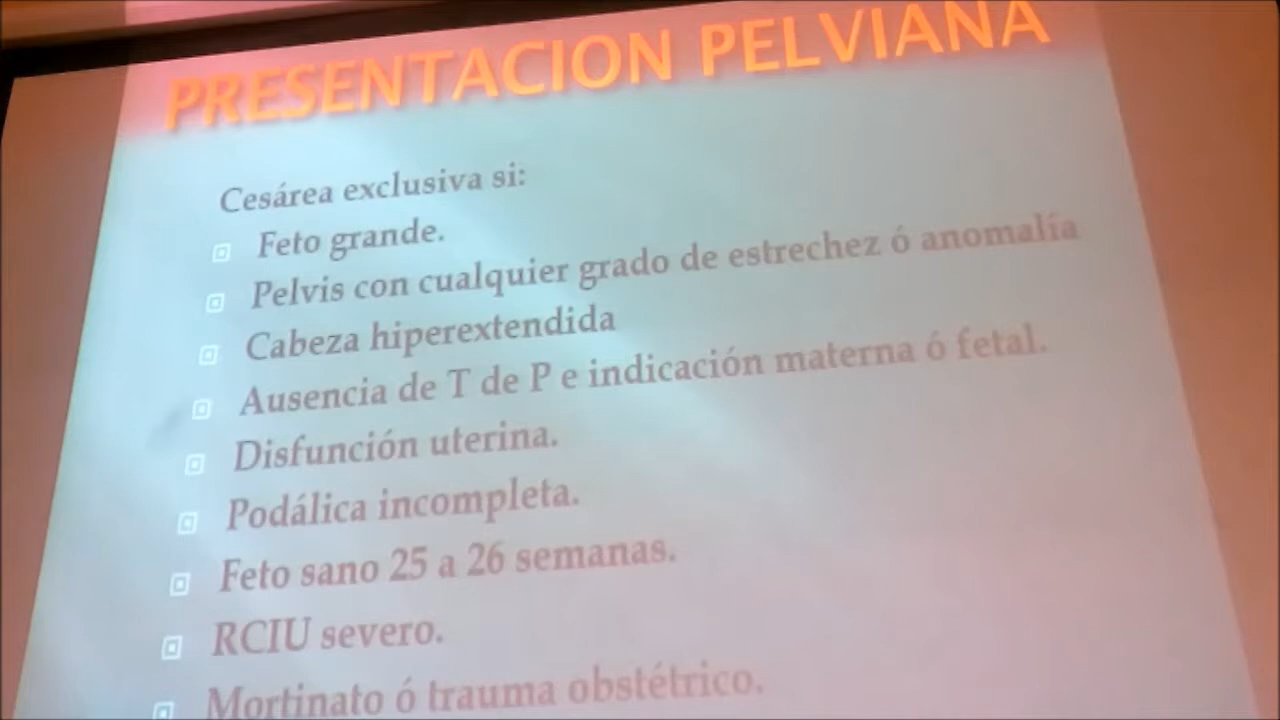 PRESENTACION PELVIANA
Cesárea exclusiva si:
Feto grande.
Pelvis con cualquier grado de estrechez ó anomalía
Cabeza hiperextendida
Ausencia de T de P e indicación materna ó fetal.
Disfunción uterina.
Podálica incompleta.
Feto sano 25 a 26 semanas.
RCIU severo.
Mortinato ó trauma obstétrico.